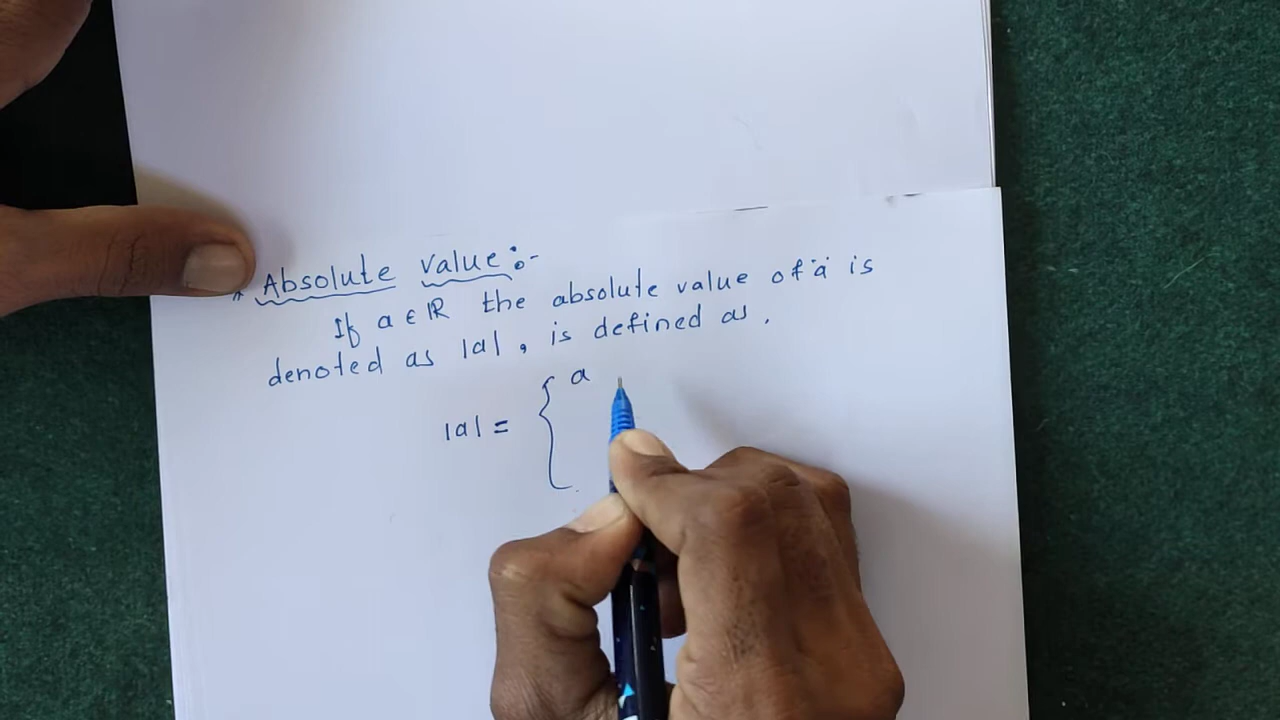 * Absolute value :-
If a ∈ ℝ the absolute value of "a" is
denoted as |a|, is defined as,
|a| = { a